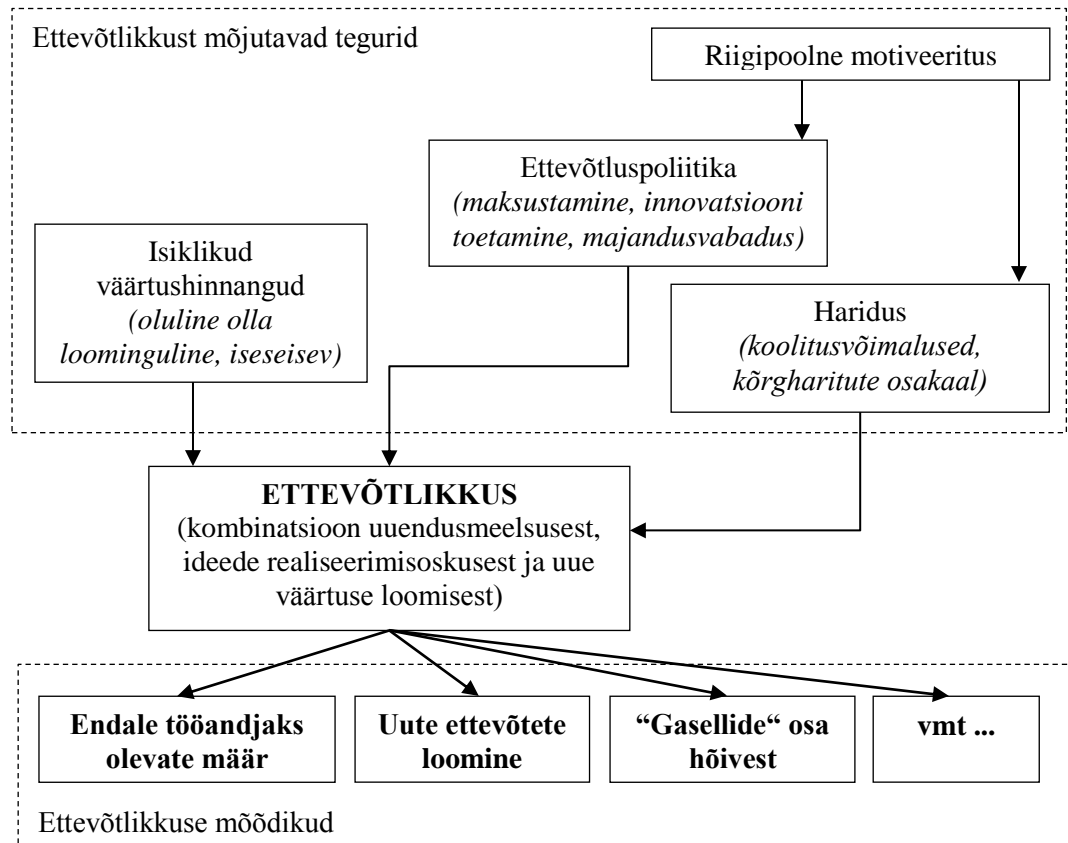 Ettevõtlikkust mõjutavad tegurid
Riigipoolne motiveeritus
Ettevõtluspoliitika
(maksustamine, innovatsiooni
toetamine, majandusvabadus)
Isiklikud
väärtushinnangud
(oluline olla
loominguline, iseseisev)
Haridus
(koolitusvõimalused,
kõrgharitute osakaal)
ETTEVÕTLIKKUS
(kombinatsioon uuendusmeelsusest,
ideede realiseerimisoskusest ja uue
väärtuse loomisest)
Endale tööandjaks
olevate määr
Uute ettevõtete
loomine
“Gasellide“ osa
hõivest
vmt ...
Ettevõtlikkuse mõõdikud